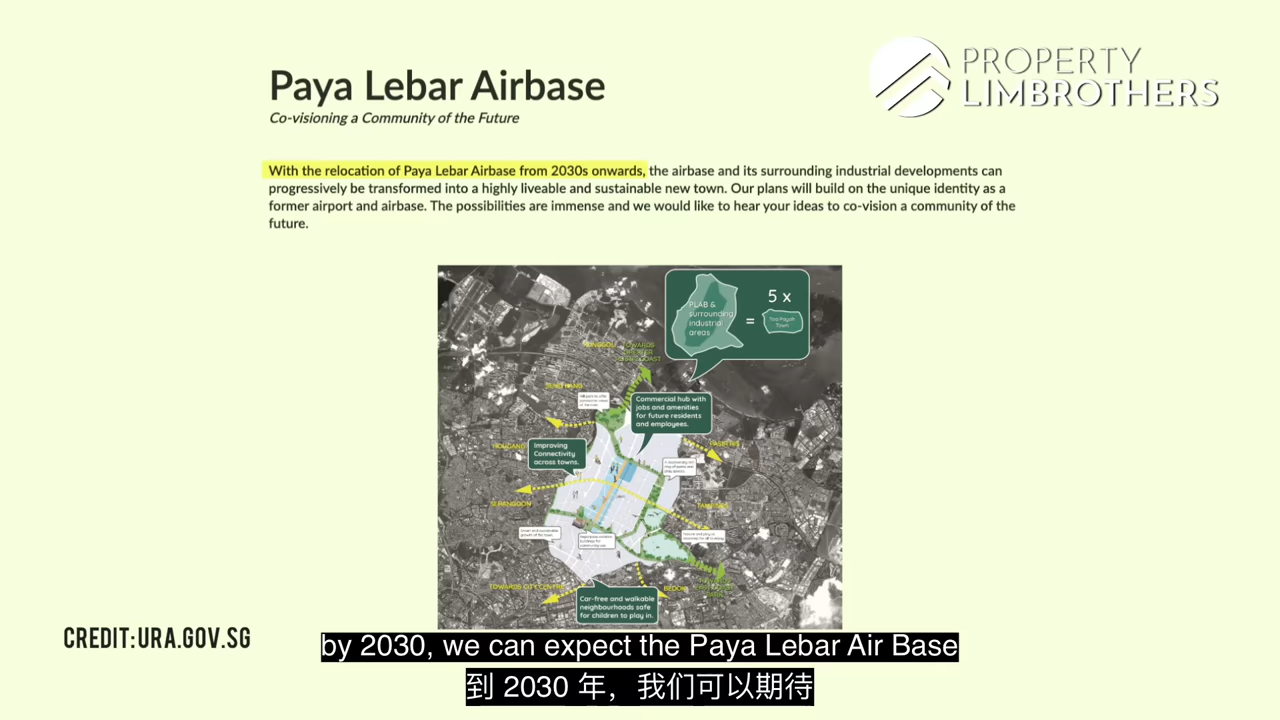 PROPERTY
LIMBROTHERS
Paya Lebar Airbase
Co-visioning a Community of the Future
With the relocation of Paya Lebar Airbase from 2030s onwards, the airbase and its surrounding industrial developments can
progressively be transformed into a highly liveable and sustainable new town. Our plans will build on the unique identity as a
former airport and airbase. The possibilities are immense and we would like to hear your ideas to co-vision a community of the
future.
PLAB &
surrounding
industrial
areas
=
5 x
Toa Payoh
Town
Commercial hub with
jobs and amenities
for future residents
and employees.
Improving
Connectivity
across towns.
HOUGANG
SERANGOON
TOWARDS CITY CENTRE
BEDOK
Car-free and walkable
neighbourhoods safe
for children to play in.
CREDIT: URA.GOV.SG
by 2030, we can expect the Paya Lebar Air Base
到 2030 年，我们可以期待